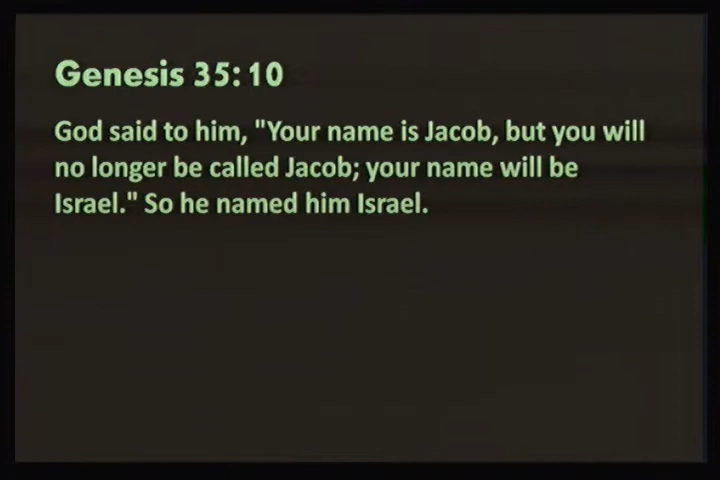 Genesis 35:10
God said to him, "Your name is Jacob, but you will
no longer be called Jacob; your name will be
Israel." So he named him Israel.